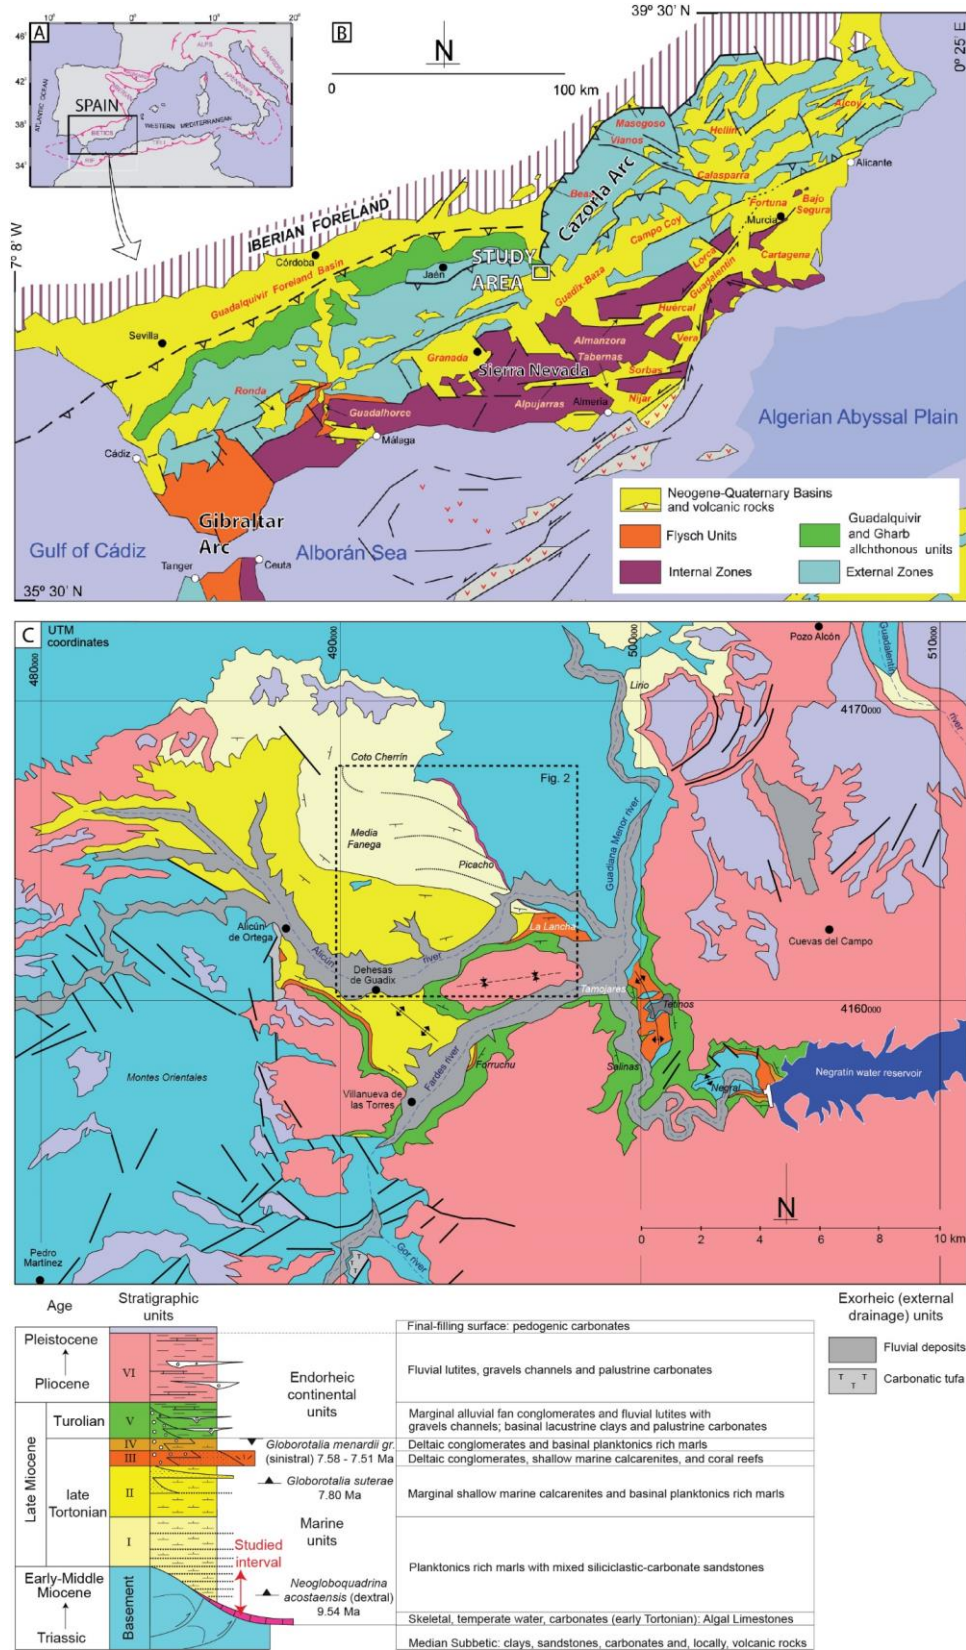 10°
0°
10°
20°
39° 30' N
0° 25' E
A
B
46°
42°
38°
34°
ALPS
ATLANTIC OCEAN
SPAIN
BETICS
WESTERN MEDITERRANEAN
RIF
N
0
100 km
7° 8' W
IBERIAN FORELAND
Masogoso
Vianos
Hellín
Alcoy
Calasparra
Alicante
Cazorla Arc
Fortuna
Murcia
Bajo
Segura
Campo Coy
Córdoba
Guadalquivir Foreland Basin
Jaén
STUDY
AREA
Lorca
Guadalentín
Cartagena
Guadix-Baza
Huércal
Sevilla
Almanzora
Vera
Granada
Tabernas
Sierra Nevada
Sorbas
Ronda
Alpujarras
Almería
Nijar
Guadalhorce
Málaga
Algerian Abyssal Plain
Cádiz
Gibraltar
Arc
Gulf of Cádiz
Alborán Sea
Tanger
Ceuta
35° 30' N
Neogene-Quaternary Basins
and volcanic rocks
Flysch Units
Guadalquivir
and Gharb
allchthonous units
Internal Zones
External Zones
C
UTM
coordinates
480000
490000
500000
510000
Pozo Alcón
Guadalentín
river
Lirio
4170000
Coto Cherrín
Fig. 2
Media
Fanega
Picacho
Guadiana Menor river
Alicún
de Ortega
La Lancha
Cuevas del Campo
Alicún
river
Dehesas
de Guadix
Tamojares
4160000
Tetinos
Montes Orientales
Forruchu
Salinas
Negral
Negratín water reservoir
Fardes river
Villanueva de
las Torres
N
Gor river
T T
T
0 2 4 6 8 10 km
Pedro
Martínez
Age
Stratigraphic
units
Exorheic (external
drainage) units
Fluvial deposits
T T T
Carbonatic tufa
Final-filling surface: pedogenic carbonates
Pleistocene
Pliocene
VI
Endorheic
continental
units
Fluvial lutites, gravels channels and palustrine carbonates
Late Miocene
Turolian
V
Marginal alluvial fan conglomerates and fluvial lutites with
gravels channels; basinal lacustrine clays and palustrine carbonates
IV
Globorotalia menardii gr.
(sinistral) 7.58 - 7.51 Ma
Deltaic conglomerates and basinal planktonics rich marls
III
Deltaic conglomerates, shallow marine calcarenites, and coral reefs
late
Tortonian
II
Globorotalia suterae
7.80 Ma
Marginal shallow marine calcarenites and basinal planktonics rich marls
I
Marine
units
Studied
interval
Planktonics rich marls with mixed siliciclastic-carbonate sandstones
Early-Middle
Miocene
Triassic
Basement
Neogloboquadrina
acostaensis (dextral)
9.54 Ma
Skeletal, temperate water, carbonates (early Tortonian): Algal Limestones
Median Subbetic: clays, sandstones, carbonates and, locally, volcanic rocks